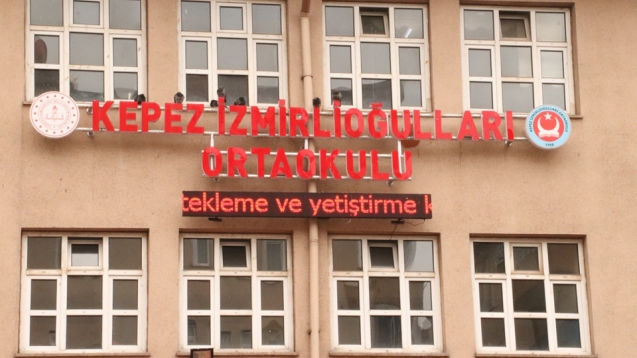 KEPEZ İZMİRLİOĞULLARI
ORTAOKULU
tekleme ve yetiştirme k